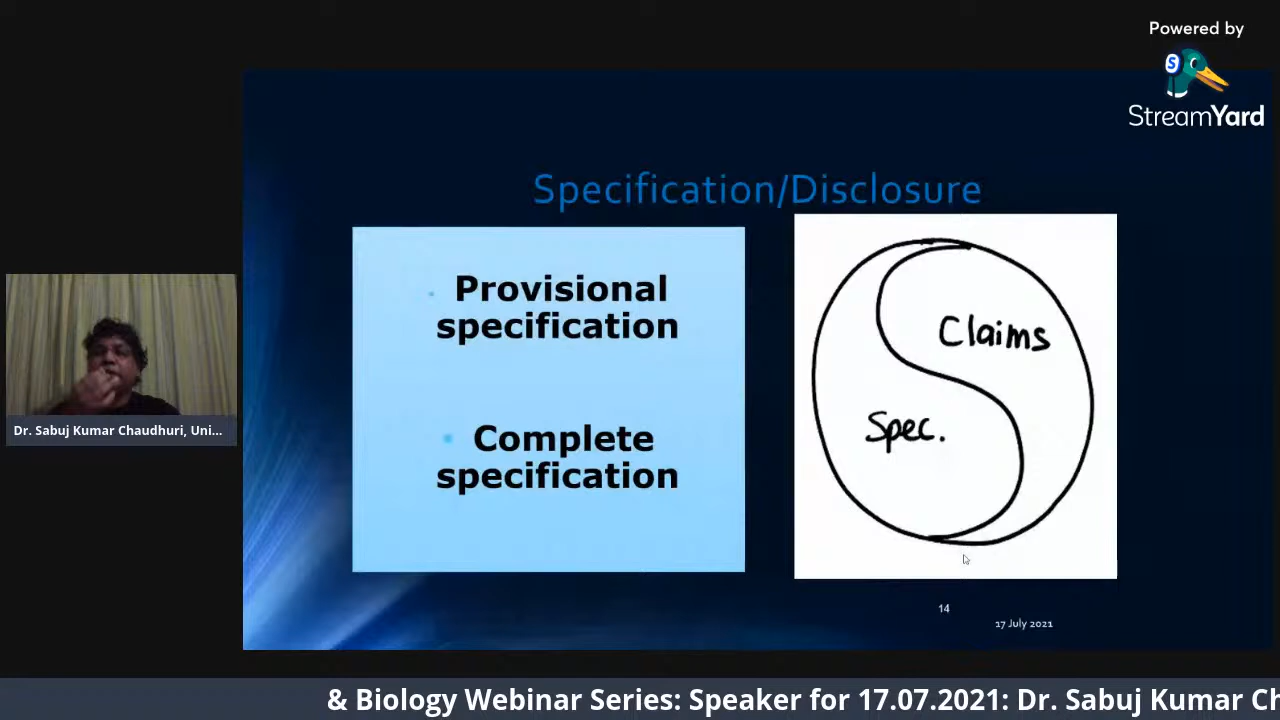 Powered by
StreamYard
Specification/Disclosure
Provisional
specification
Complete
specification
Claims
Spec.
14
17 July 2021
Dr. Sabuj Kumar Chaudhuri, Uni...
& Biology Webinar Series: Speaker for 17.07.2021: Dr. Sabuj Kumar Ch